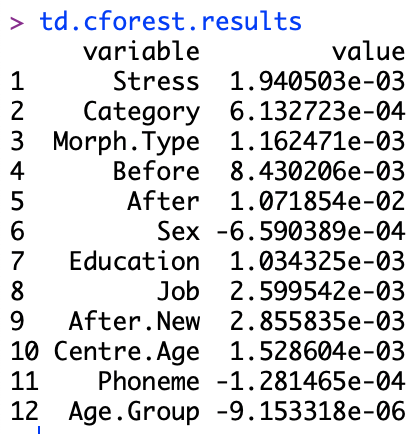 > td.cforest.results
variable value
1 Stress 1.940503e-03
2 Category 6.132723e-04
3 Morph.Type 1.162471e-03
4 Before 8.430206e-03
5 After 1.071854e-02
6 Sex -6.590389e-04
7 Education 1.034325e-03
8 Job 2.599542e-03
9 After.New 2.855835e-03
10 Centre.Age 1.528604e-03
11 Phoneme -1.281465e-04
12 Age.Group -9.153318e-06